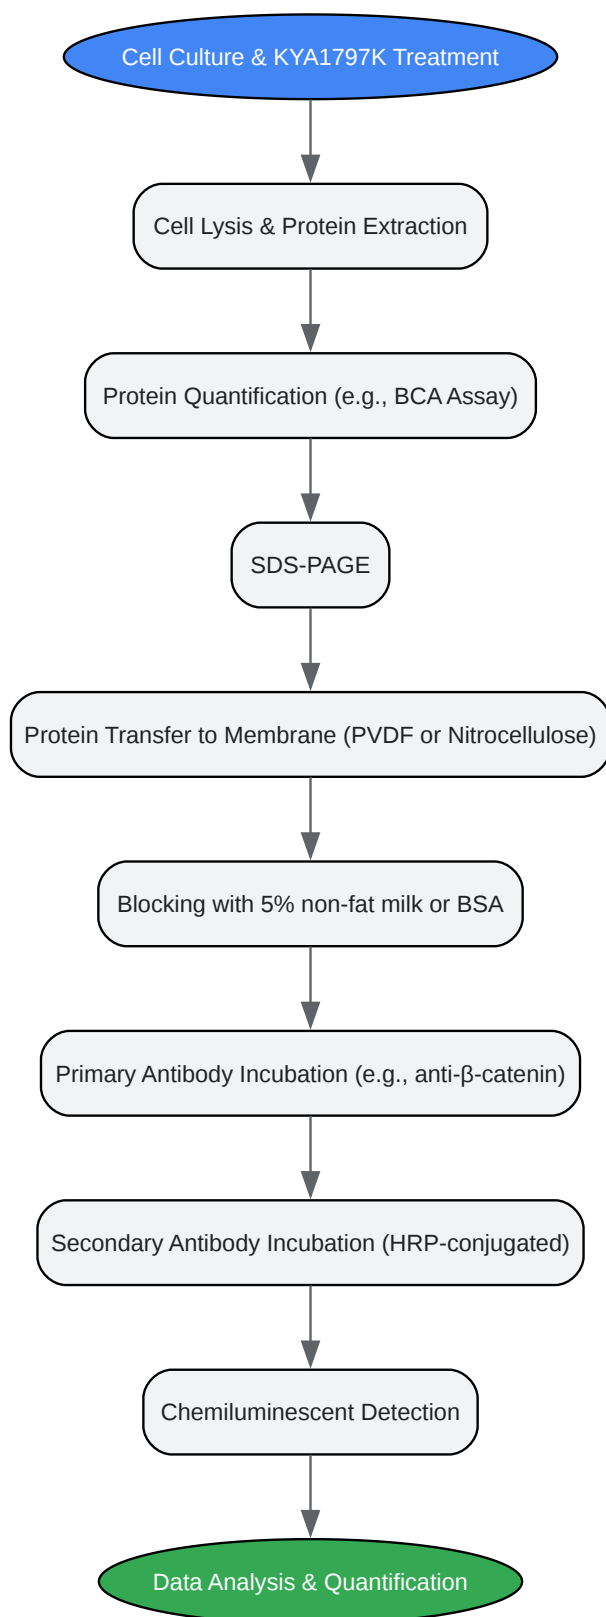 Cell Culture & KYA1797K Treatment
Cell Lysis & Protein Extraction
Protein Quantification (e.g., BCA Assay)
SDS-PAGE
Protein Transfer to Membrane (PVDF or Nitrocellulose)
Blocking with 5% non-fat milk or BSA
Primary Antibody Incubation (e.g., anti-β-catenin)
Secondary Antibody Incubation (HRP-conjugated)
Chemiluminescent Detection
Data Analysis & Quantification